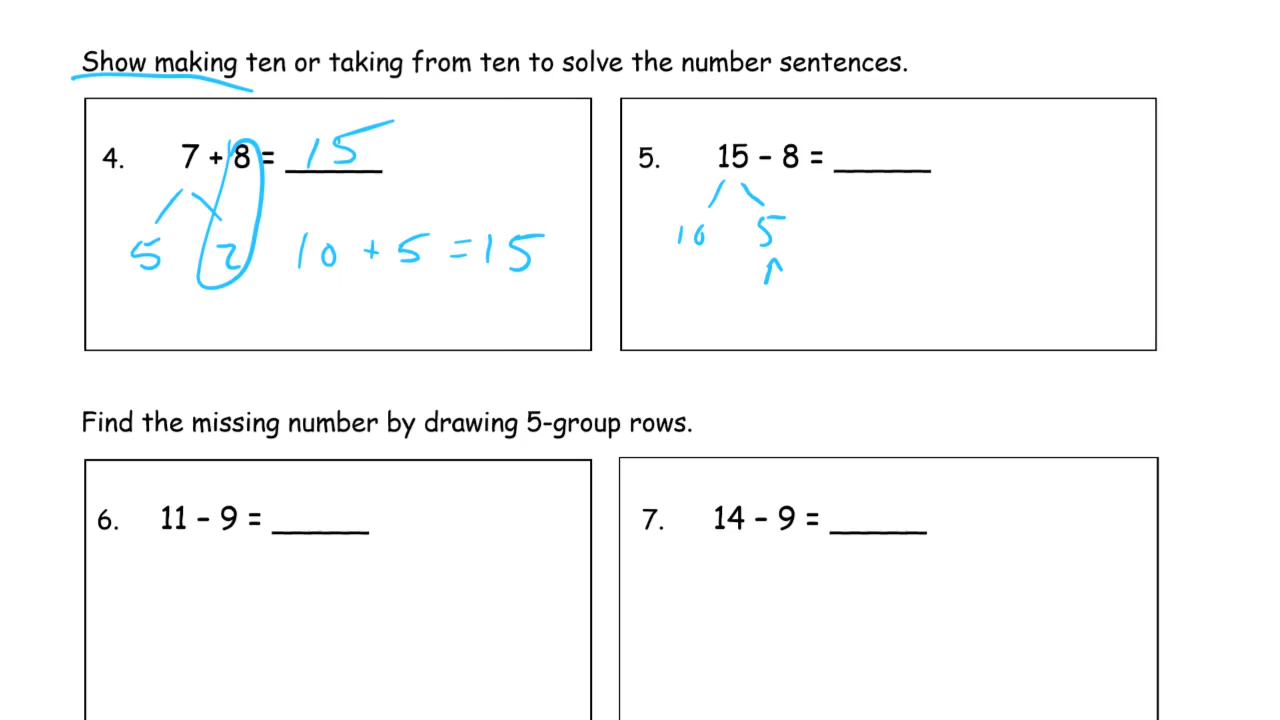 Show making ten or taking from ten to solve the number sentences.
4. 7 + 8 = 15
5 2 10 + 5 = 15
5. 15 – 8 = ______
10 5
Find the missing number by drawing 5-group rows.
6. 11 – 9 = ______
7. 14 – 9 = ______